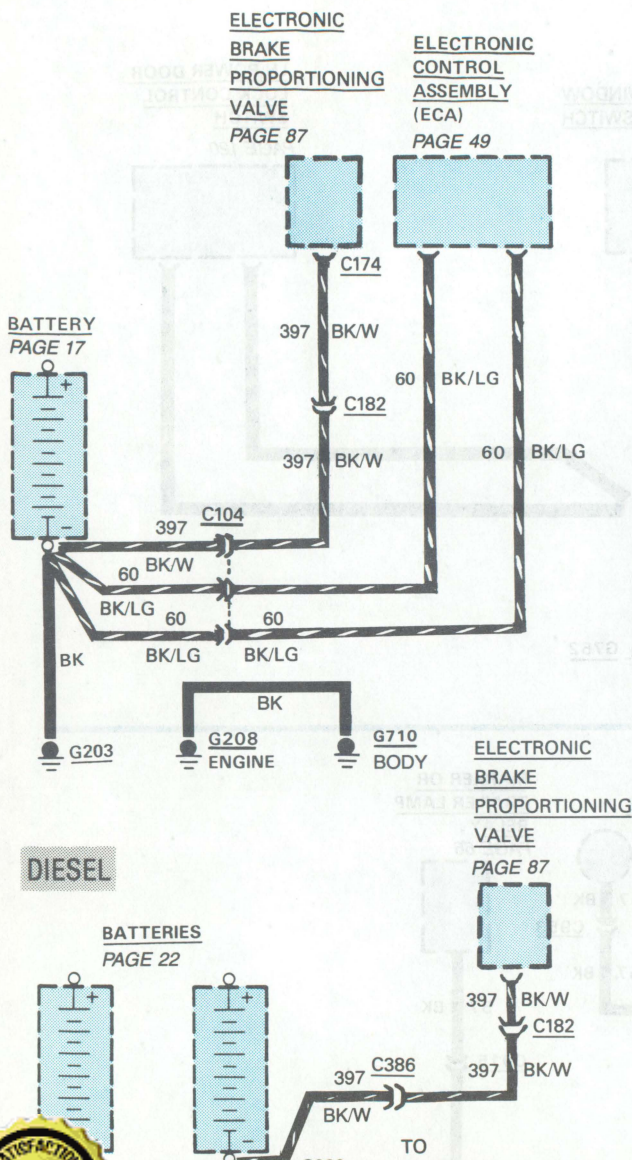 ELECTRONIC
BRAKE
PROPORTIONING
VALVE
PAGE 87
ELECTRONIC
CONTROL
ASSEMBLY
(ECA)
PAGE 49
C174
BATTERY
PAGE 17
397 BK/W
60 BK/LG
C182
397 BK/W
60 BK/LG
+
-
397 C104
BK/W
60
BK/LG
60 60
BK/LG BK/LG
BK
BK
G203
G208
ENGINE
G710
BODY
ELECTRONIC
BRAKE
PROPORTIONING
VALVE
PAGE 87
DIESEL
BATTERIES
PAGE 22
+ +
397 BK/W
C182
397 BK/W
397 C386
BK/W
-
TO